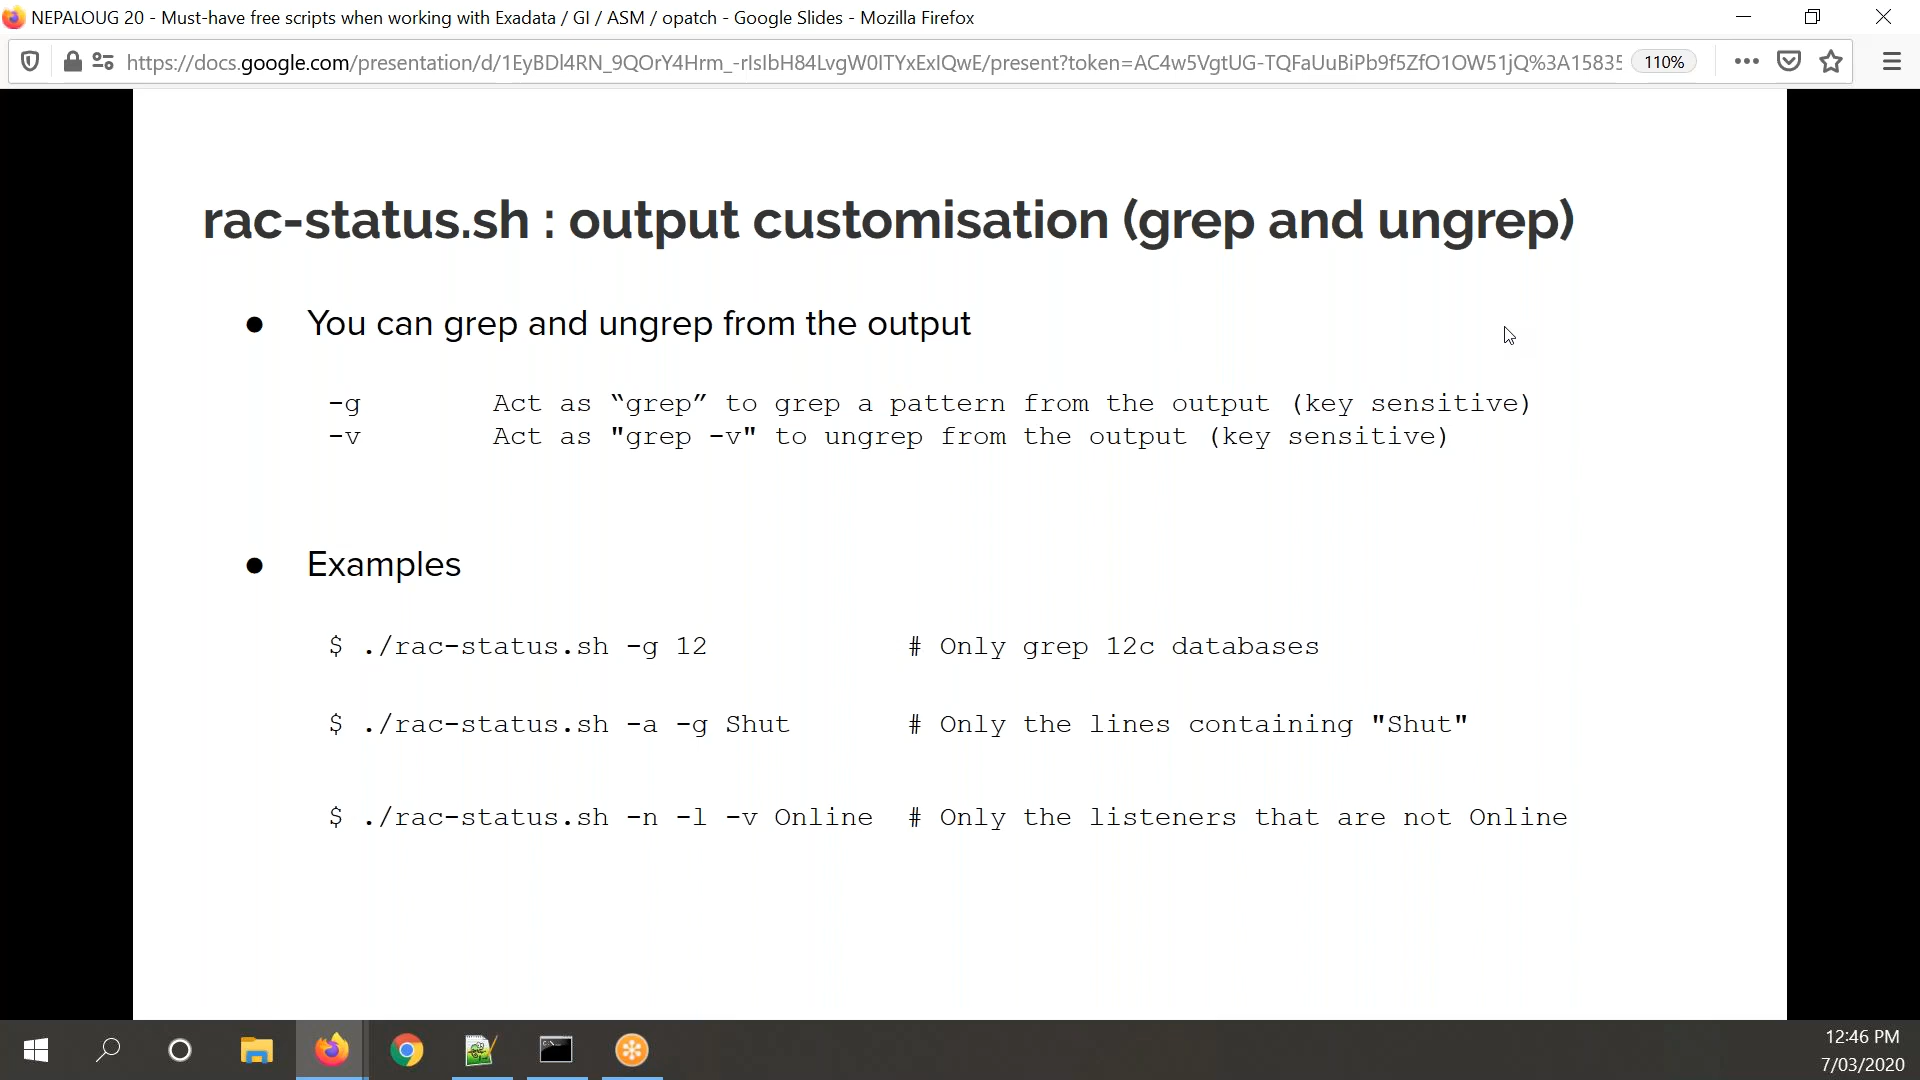 NEPALOUG 20 - Must-have free scripts when working with Exadata / GI / ASM / opatch - Google Slides - Mozilla Firefox
https://docs.google.com/presentation/d/1EyBDl4RN_9QOrY4Hrm_-rIsIbH84LvgW0ITYxExIQwE/present?token=AC4w5VgtUG-TQFaUuBiPb9f5ZfO1OW51jQ%3A15835 110%
rac-status.sh : output customisation (grep and ungrep)
● You can grep and ungrep from the output
-g Act as “grep” to grep a pattern from the output (key sensitive)
-v Act as "grep -v" to ungrep from the output (key sensitive)
● Examples
$ ./rac-status.sh -g 12 # Only grep 12c databases
$ ./rac-status.sh -a -g Shut # Only the lines containing "Shut"
$ ./rac-status.sh -n -l -v Online # Only the listeners that are not Online
12:46 PM
7/03/2020